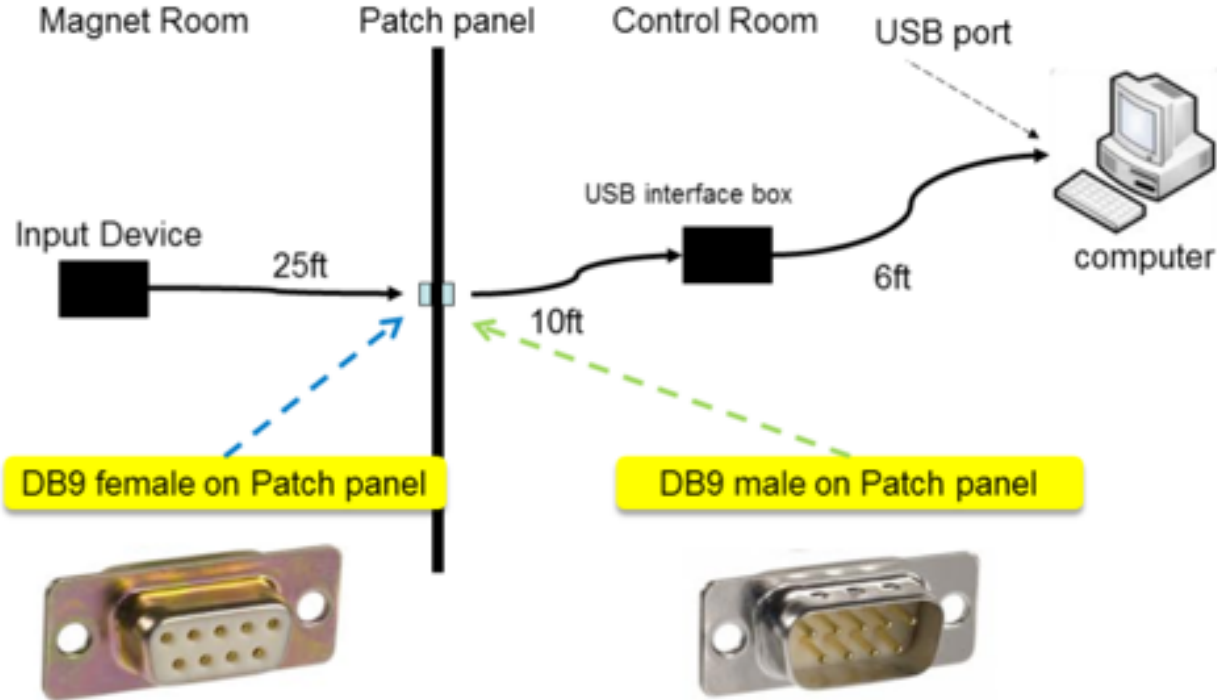 Magnet Room
Patch panel
Control Room
USB port
USB interface box
Input Device
25ft
10ft
6ft
computer
DB9 female on Patch panel
DB9 male on Patch panel